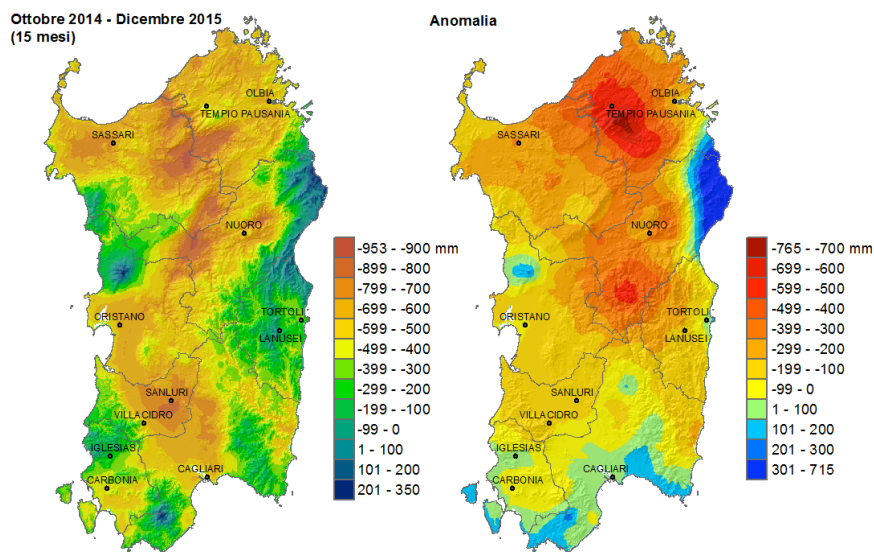 Ottobre 2014 - Dicembre 2015
(15 mesi)
OLBIA
TEMPIO PAUSANIA
SASSARI
NUORO
ORISTANO
TORTOLI
LANUSEI
SANLURI
VILLACIDRO
IGLESIAS
CARBONIA
CAGLIARI
-953 - -900 mm
-899 - -800
-799 - -700
-699 - -600
-599 - -500
-499 - -400
-399 - -300
-299 - -200
-199 - -100
-99 - 0
1 - 100
101 - 200
201 - 350
Anomalia
OLBIA
TEMPIO PAUSANIA
SASSARI
NUORO
ORISTANO
TORTOLI
LANUSEI
SANLURI
VILLACIDRO
IGLESIAS
CARBONIA
CAGLIARI
-765 - -700 mm
-699 - -600
-599 - -500
-499 - -400
-399 - -300
-299 - -200
-199 - -100
-99 - 0
1 - 100
101 - 200
201 - 300
301 - 715